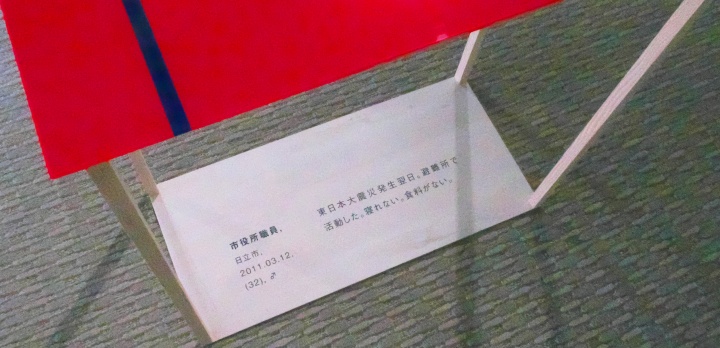 市役所職員.
日立市.
2011.03.12.
(32). ♂
東日本大震災発生翌日。避難所で
活動した。寝れない。食料がない。